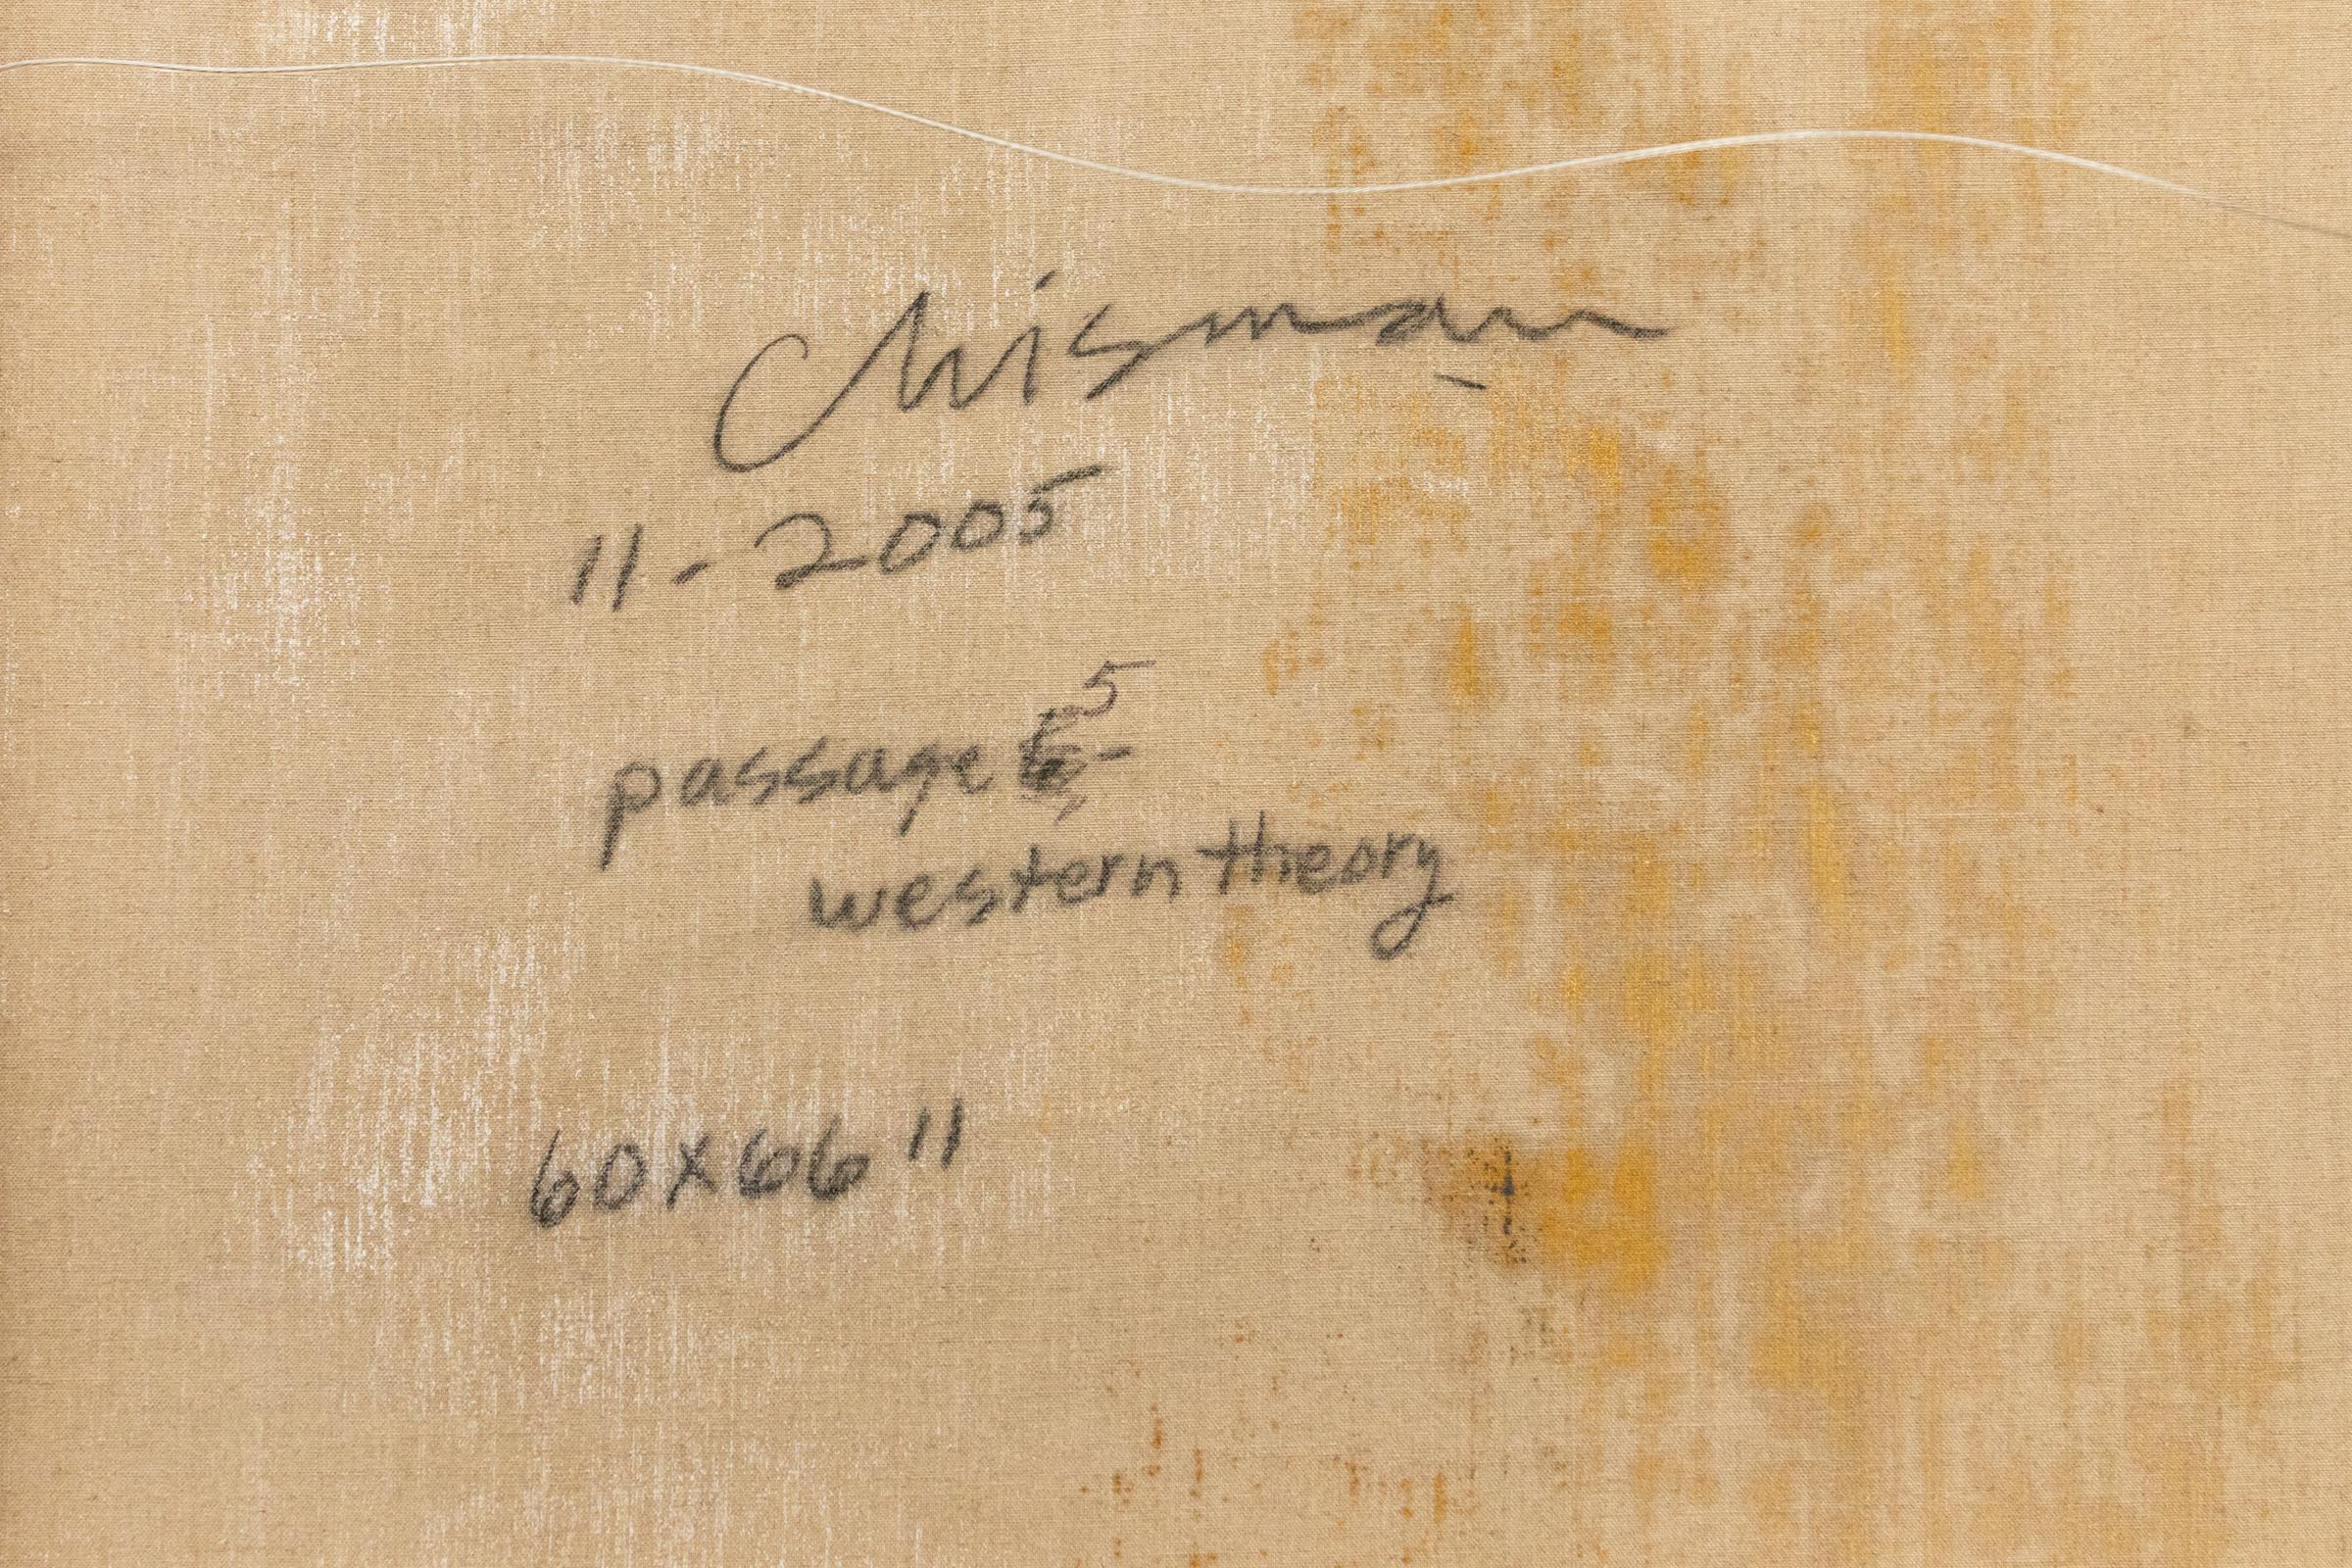 Chisman
11-2005
passage 5-
western theory
60x66"